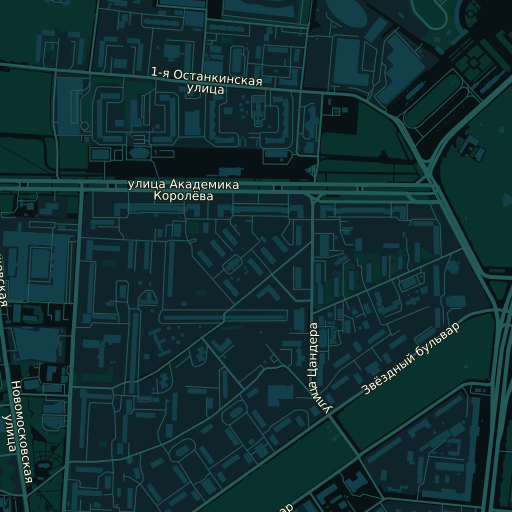 1-я Останкинская
улица
улица Академика
Королёва
улица Цандера
Звёздный бульвар
Новомосковская
улица